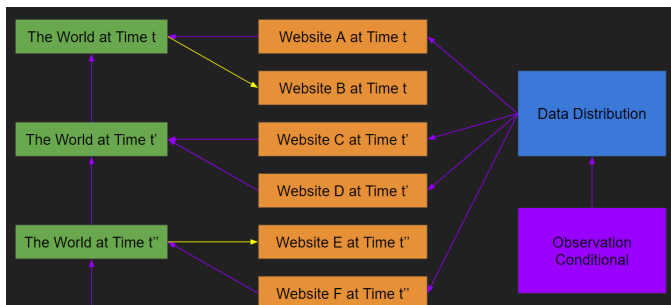 The World at Time t
Website A at Time t
Website B at Time t
Data Distribution
The World at Time t'
Website C at Time t'
Website D at Time t'
The World at Time t''
Website E at Time t''
Observation
Conditional
Website F at Time t''